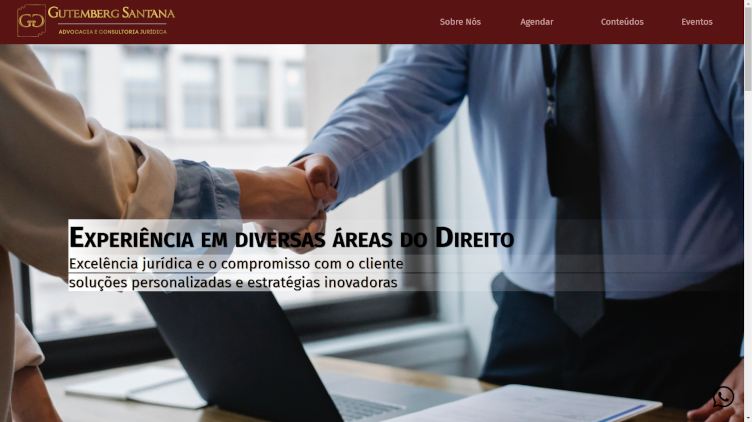 GUTEMBERG SANTANA
ADVOCACIA E CONSULTORIA JURÍDICA
Sobre Nós
Agendar
Conteúdos
Eventos
EXPERIÊNCIA EM DIVERSAS ÁREAS DO DIREITO
Excelência jurídica e o compromisso com o cliente
soluções personalizadas e estratégias inovadoras